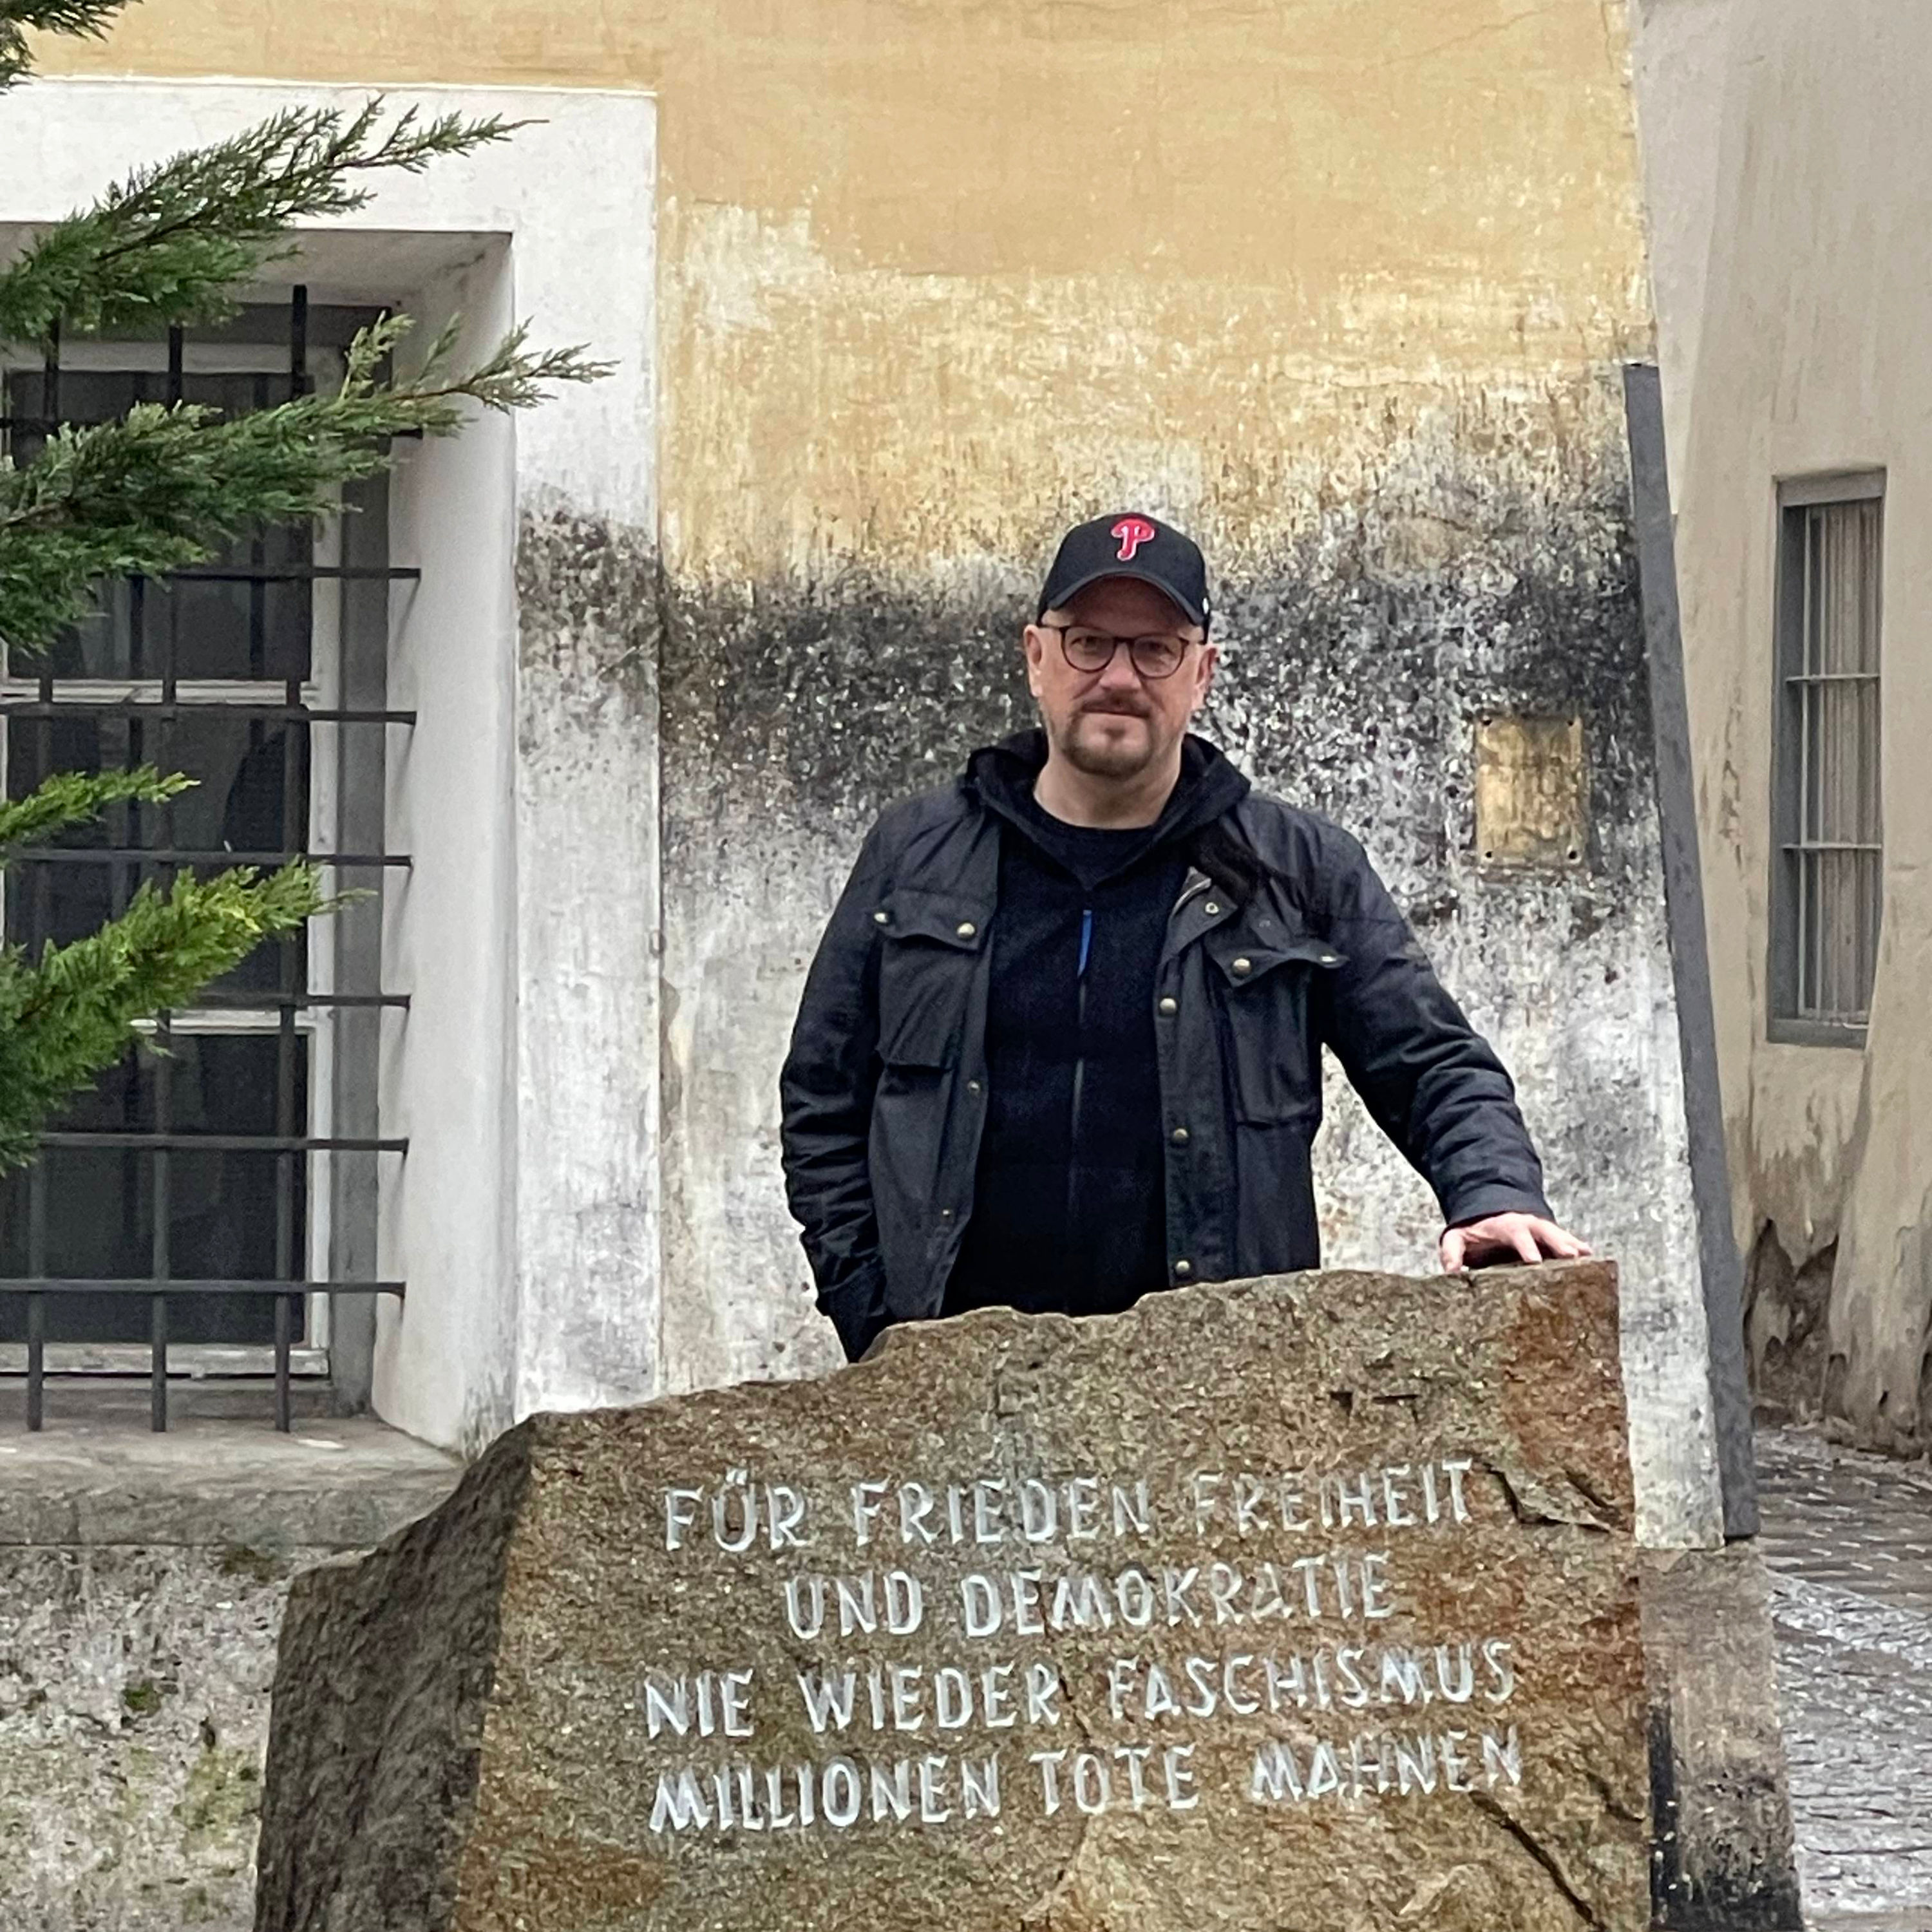 P
FÜR FRIEDEN FREIHEIT
UND DEMOKRATIE
NIE WIEDER FASCHISMUS
MILLIONEN TOTE MAHNEN